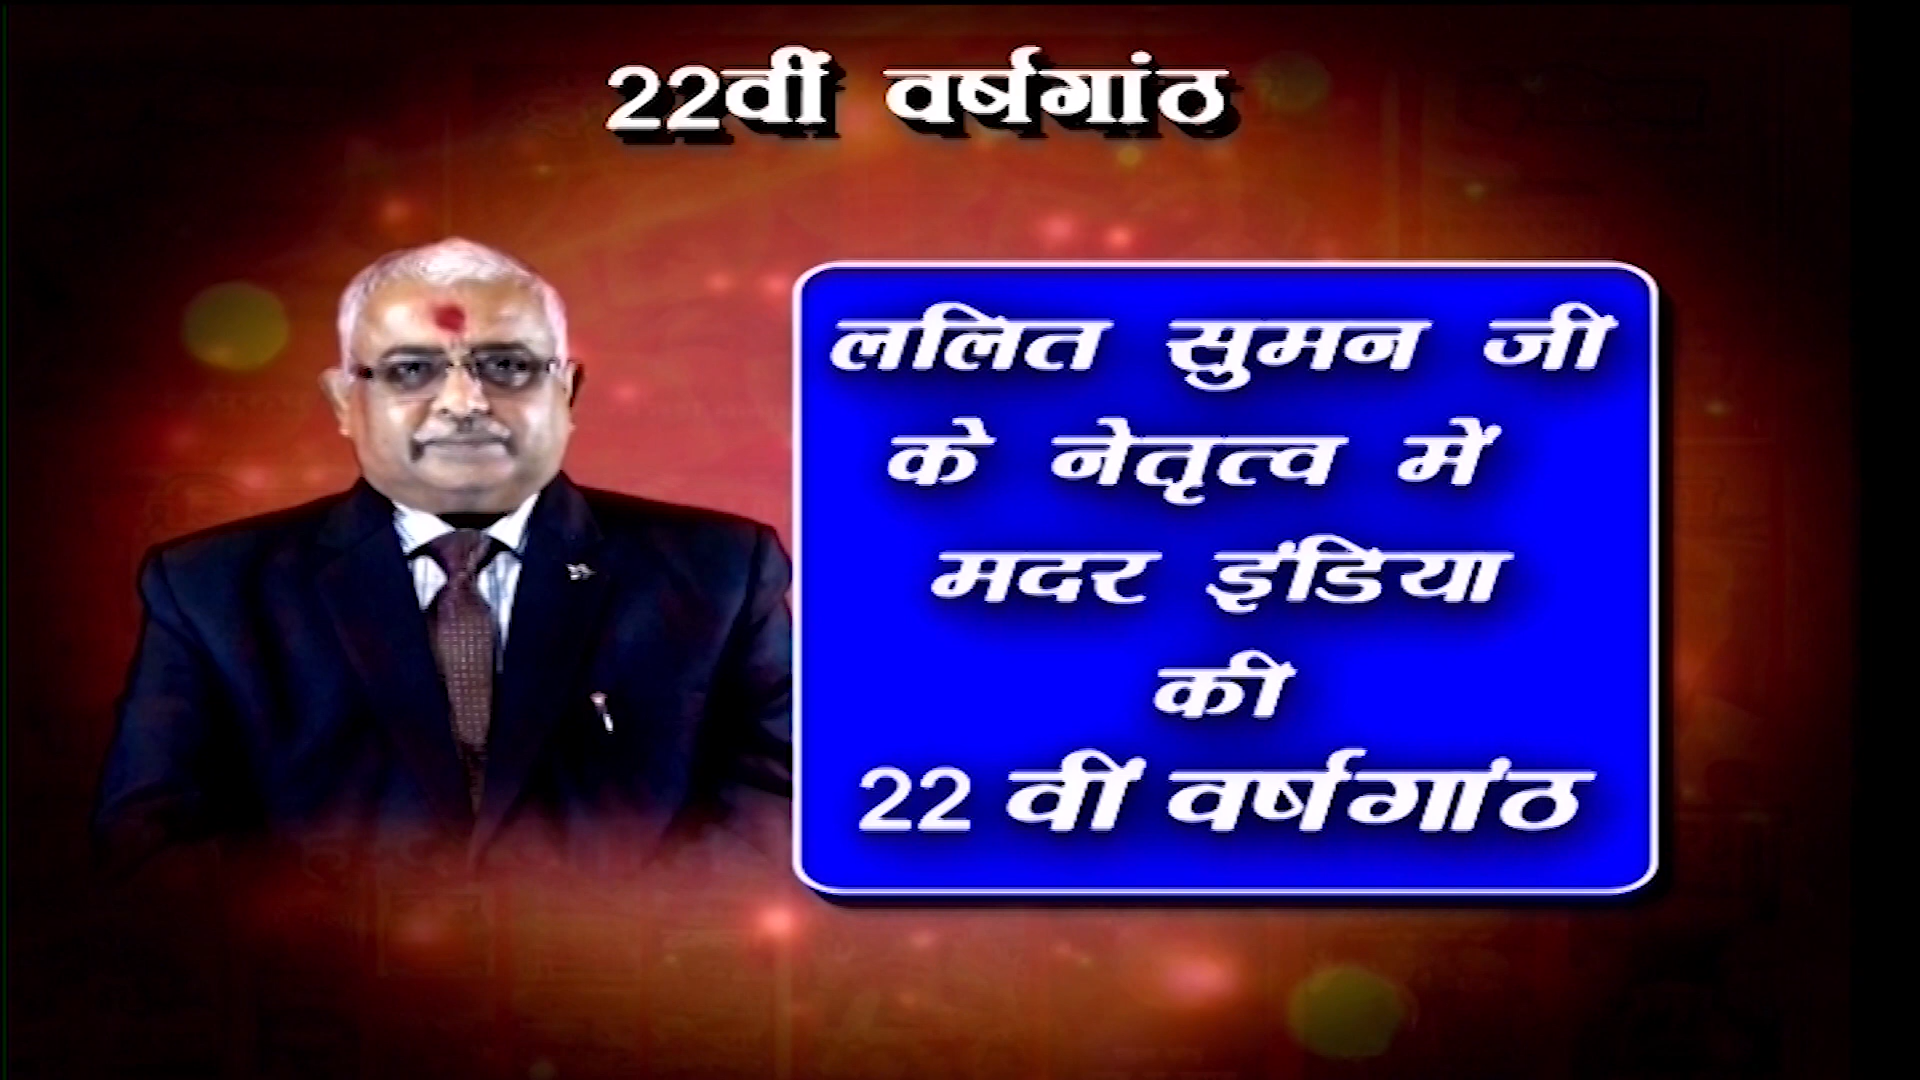 22वीं वर्षगांठ
ललित सुमन जी
के नेतृत्व में
मदर इंडिया
की
22 वीं वर्षगांठ